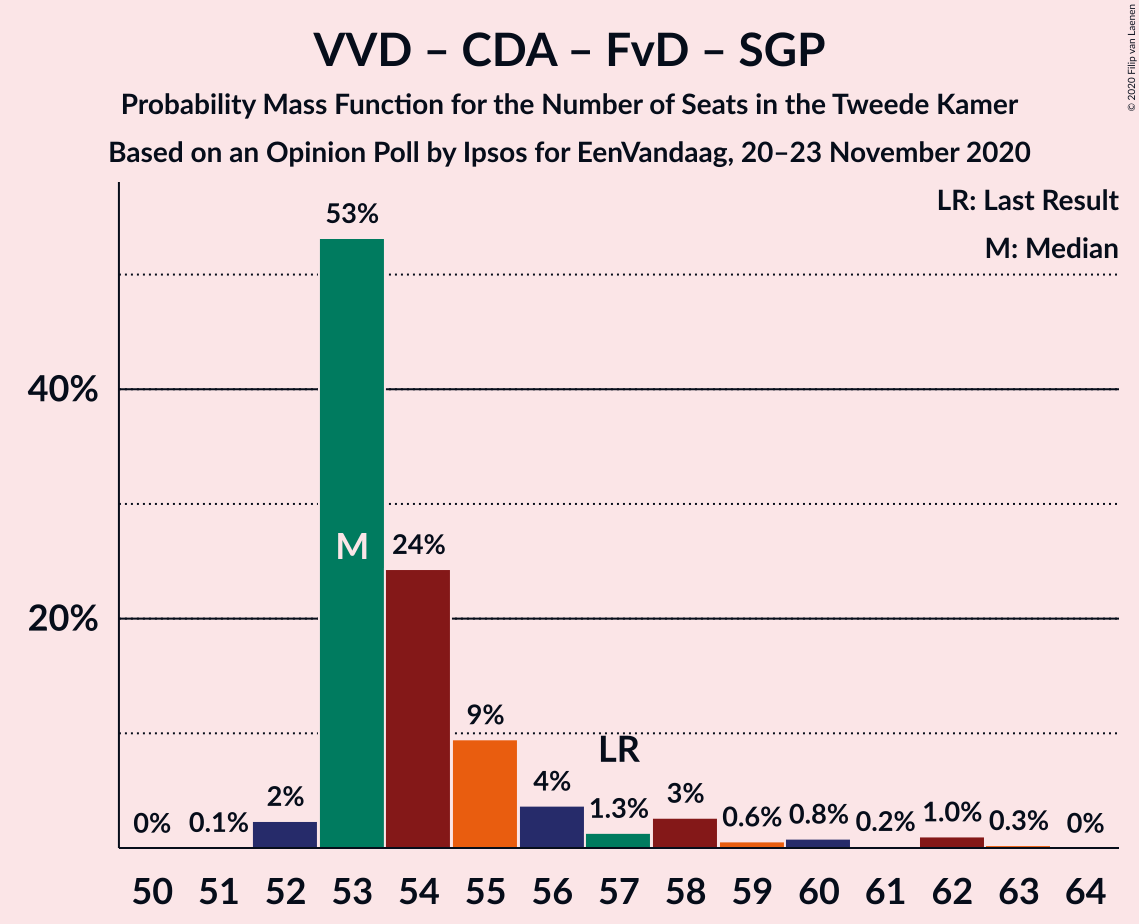 VVD – CDA – FvD – SGP
Probability Mass Function for the Number of Seats in the Tweede Kamer
Based on an Opinion Poll by Ipsos for EenVandaag, 20–23 November 2020
© 2020 Filip van Laenen
LR: Last Result
M: Median
40%
20%
0% 0.1% 2% 53% 24% 9% 4% 1.3% 3% 0.6% 0.8% 0.2% 1.0% 0.3% 0%
M
LR
50 51 52 53 54 55 56 57 58 59 60 61 62 63 64